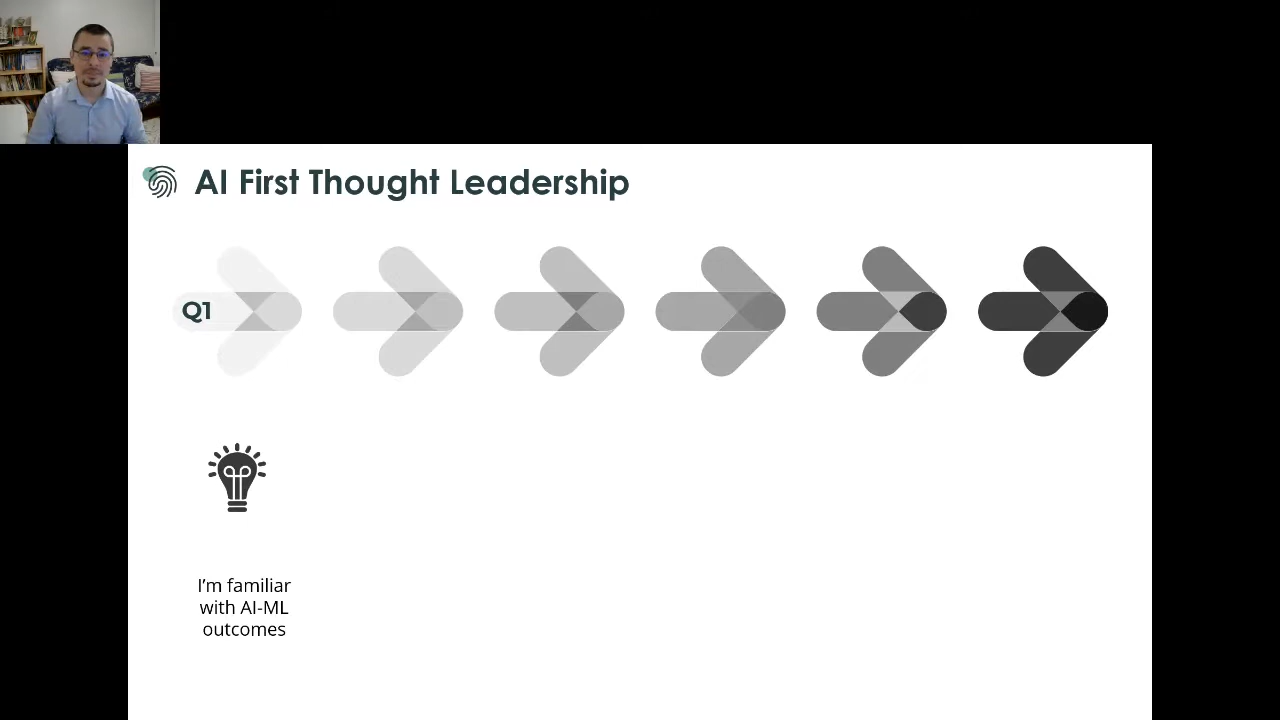 AI First Thought Leadership
Q1
I’m familiar
with AI-ML
outcomes